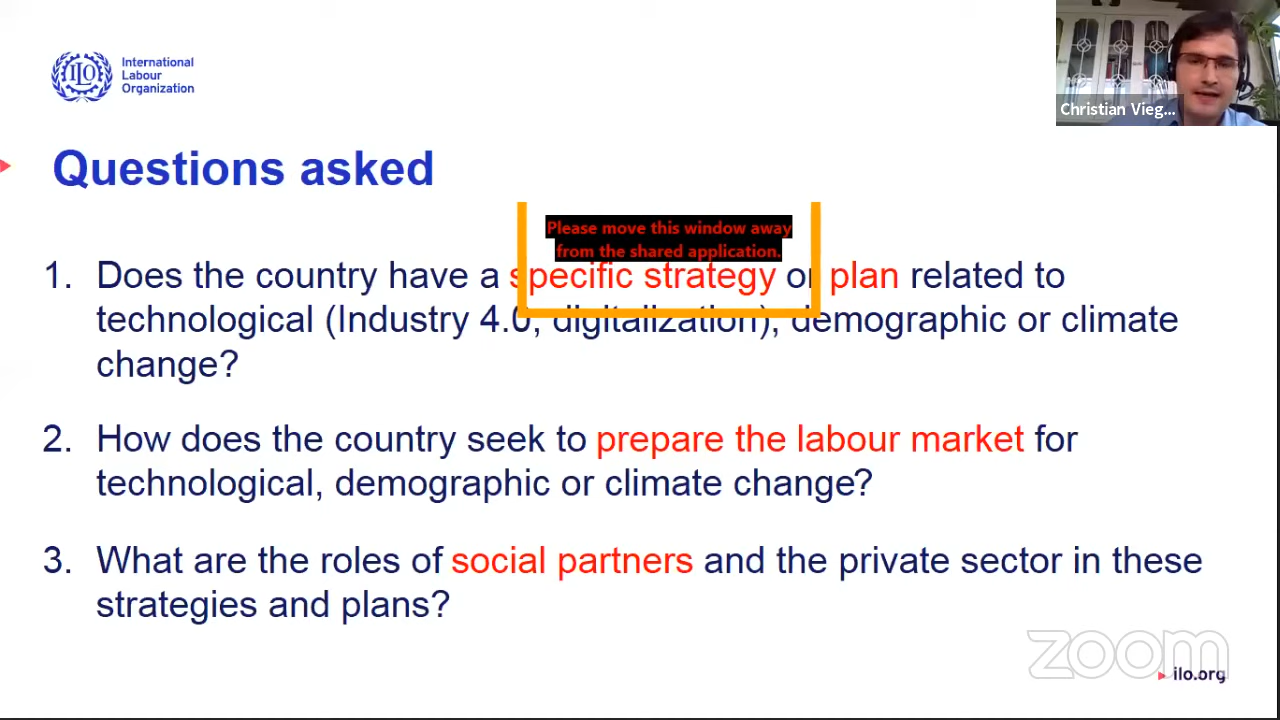 International
Labour
Organization
ILO
Christian Vieg...
Questions asked
Please move this window away
from the shared application.
1. Does the country have a specific strategy or plan related to
technological (Industry 4.0, digitalization), demographic or climate
change?
2. How does the country seek to prepare the labour market for
technological, demographic or climate change?
3. What are the roles of social partners and the private sector in these
strategies and plans?
zoom
ilo.org